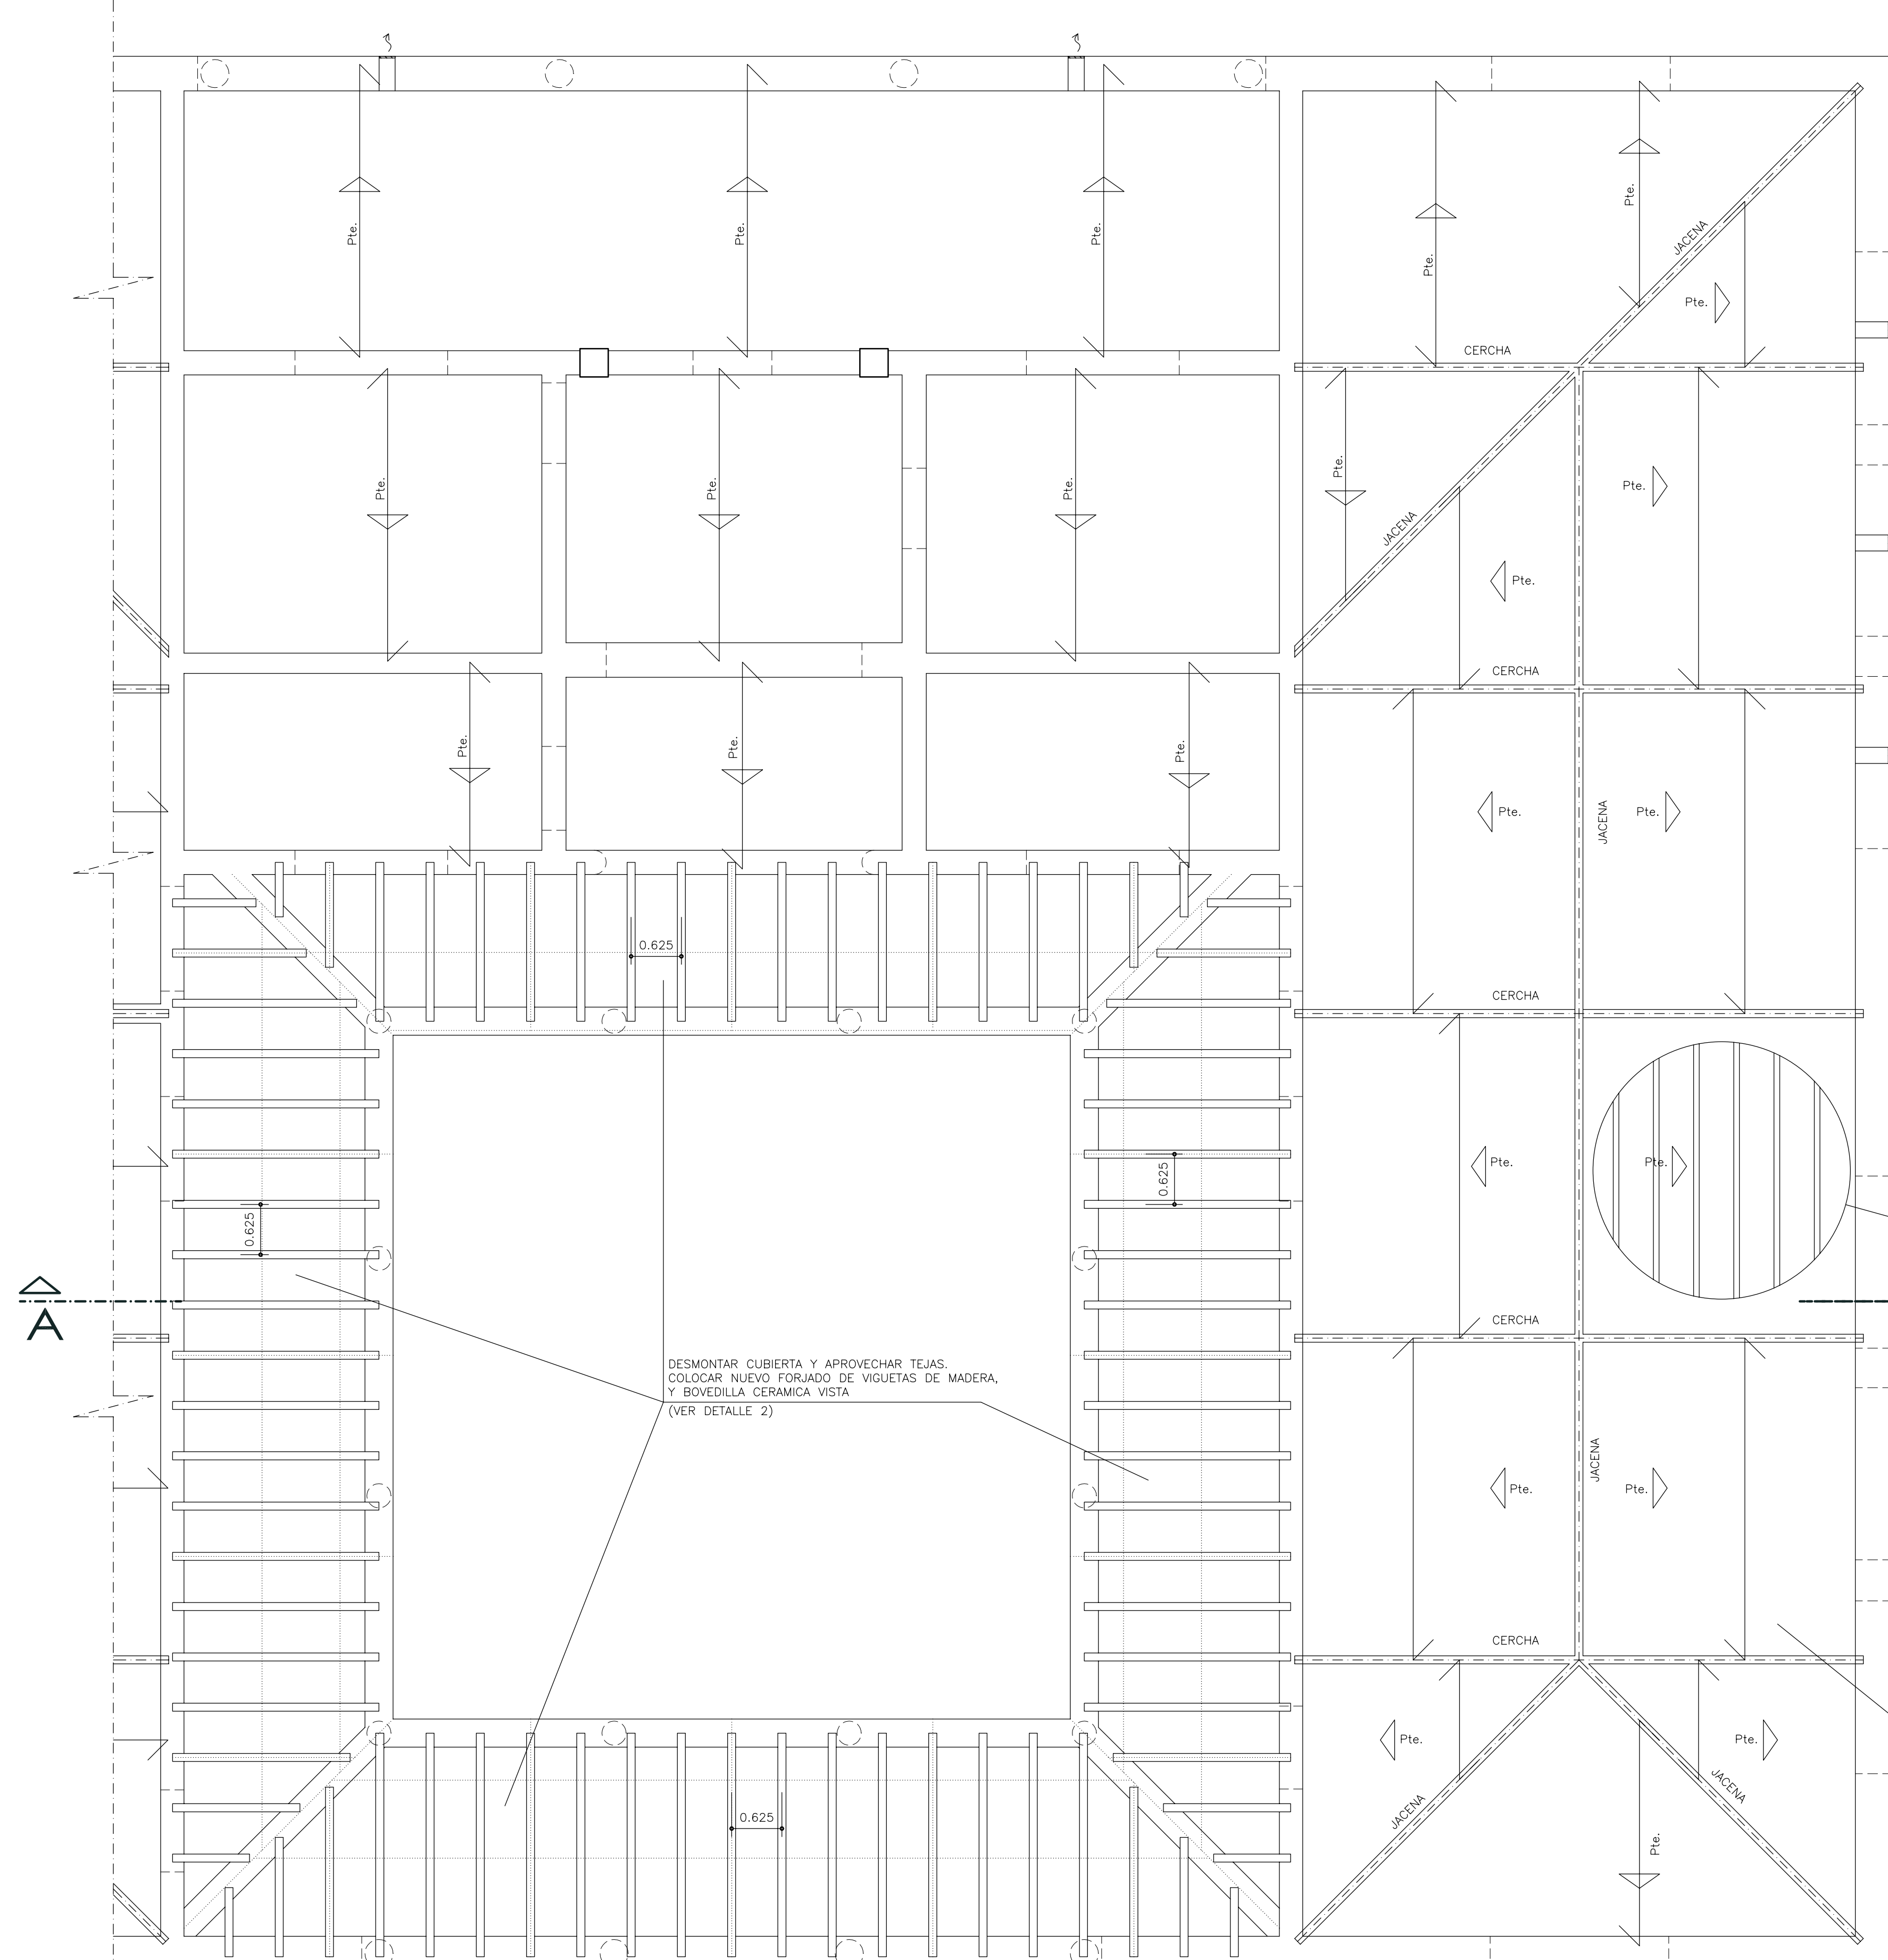 Pte.
Pte.
Pte.
Pte.
Pte.
JACENA
Pte.
CERCHA
Pte.
Pte.
Pte.
Pte.
Pte.
JACENA
Pte.
CERCHA
Pte.
Pte.
Pte.
Pte.
JACENA
Pte.
0.625
CERCHA
0.625
0.625
Pte.
Pte.
A
CERCHA
DESMONTAR CUBIERTA Y APROVECHAR TEJAS.
COLOCAR NUEVO FORJADO DE VIGUETAS DE MADERA,
Y BOVEDILLA CERAMICA VISTA
(VER DETALLE 2)
Pte.
JACENA
Pte.
CERCHA
Pte.
Pte.
0.625
JACENA
Pte.
JACENA